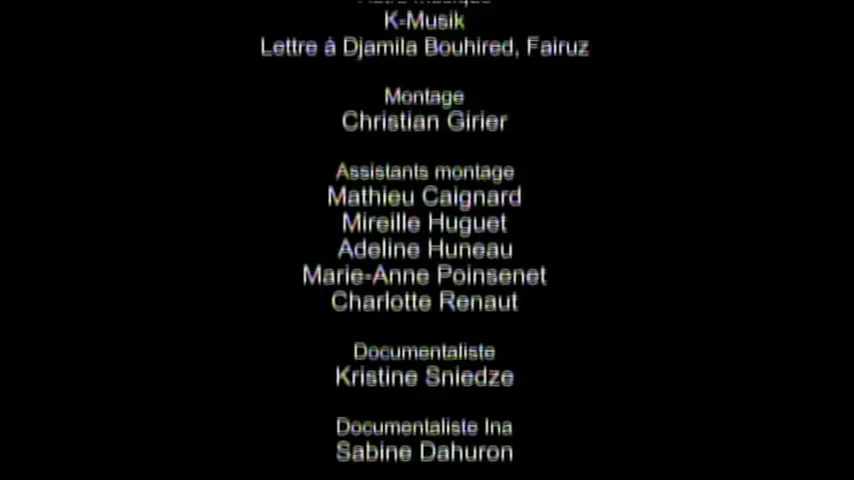 K-Musik
Lettre à Djamila Bouhired, Fairuz
Montage
Christian Girier
Assistants montage
Mathieu Caignard
Mireille Huguet
Adeline Huneau
Marie-Anne Poinsenet
Charlotte Renaut
Documentaliste
Kristine Sniedze
Documentaliste Ina
Sabine Dahuron